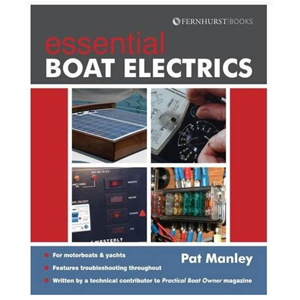 FERNHURST|BOOKS
essential
BOAT ELECTRICS
For motorboats & yachts
Pat Manley
Features troubleshooting throughout
Written by a technical contributor to Practical Boat Owner magazine